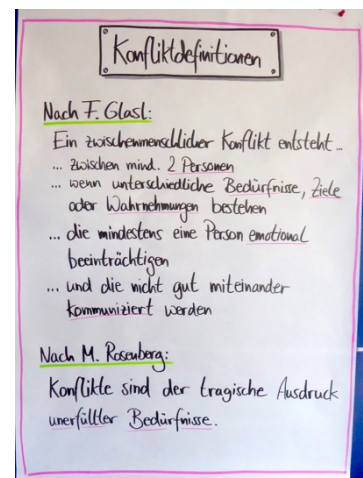 Konfliktdefinitionen
Nach F. Glasl:
Ein zwischenmenschlicher Konflikt entsteht...
... zwischen mind. 2 Personen
... wenn unterschiedliche Bedürfnisse, Ziele
oder Wahrnehmungen bestehen
... die mindestens eine Person emotional
beeinträchtigen
... und die nicht gut miteinander
kommuniziert werden
Nach M. Rosenberg:
Konflikte sind der tragische Ausdruck
unerfüllter Bedürfnisse.